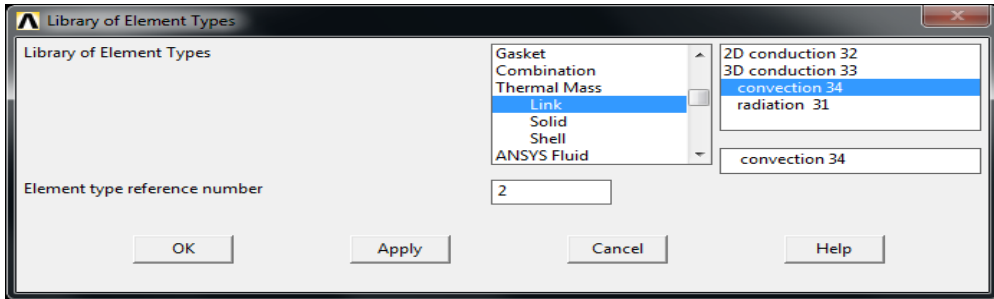 Library of Element Types
Library of Element Types
Gasket
Combination
Thermal Mass
Link
Solid
Shell
ANSYS Fluid
2D conduction 32
3D conduction 33
convection 34
radiation 31
convection 34
Element type reference number
2
OK Apply Cancel Help